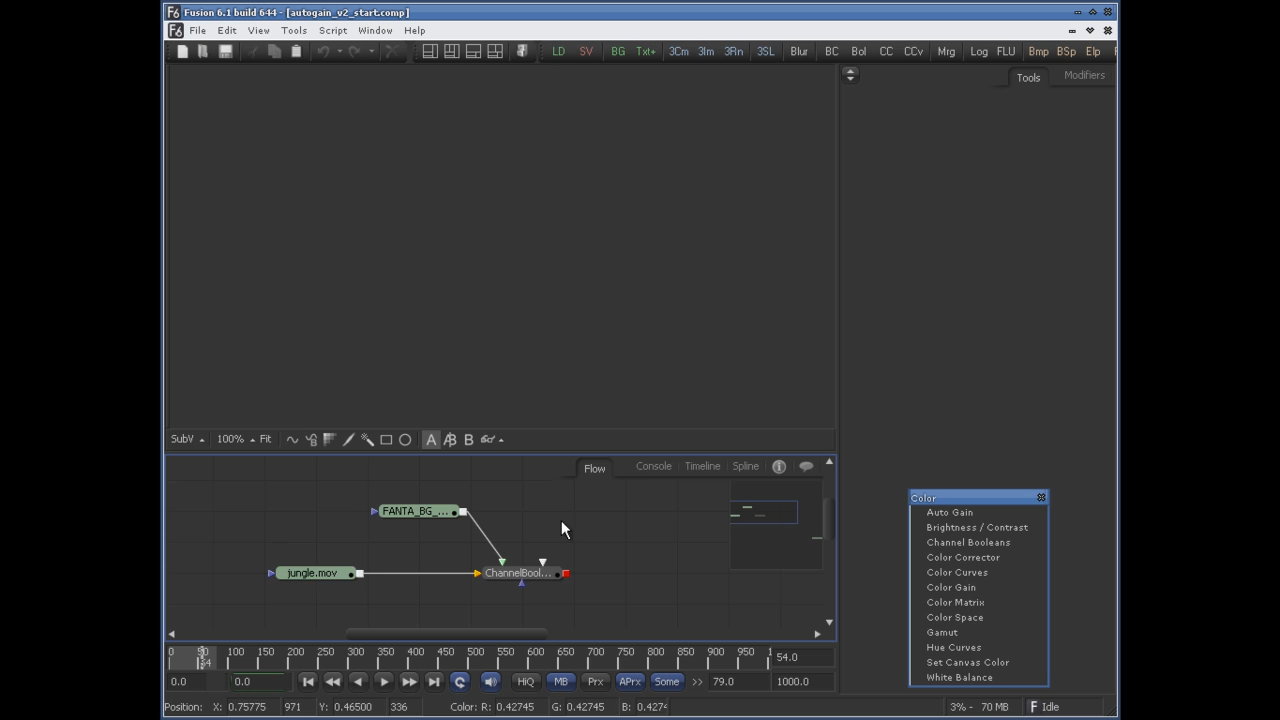 Fusion 6.1 build 644 - [autogain_v2_start.comp]
File Edit View Tools Script Window Help
LD SV BG Txt+ 3Cm 3Im 3Rn 3SL Blur BC Bol CC CCv Mrg Log FLU Bmp BSp Elp
Tools Modifiers
SubV 100% Fit A B
Flow Console Timeline Spline
FANTA_BG_...
jungle.mov
ChannelBool...
Color
Auto Gain
Brightness / Contrast
Channel Booleans
Color Corrector
Color Curves
Color Gain
Color Matrix
Color Space
Gamut
Hue Curves
Set Canvas Color
White Balance
0 50 100 150 200 250 300 350 400 450 500 550 600 650 700 750 800 850 900 950 54.0
54
0.0 0.0 HiQ MB Prx APrx Some >> 79.0 1000.0
Position: X: 0.75775 971 Y: 0.46500 336 Color: R: 0.42745 G: 0.42745 B: 0.4274 3% - 70 MB Idle